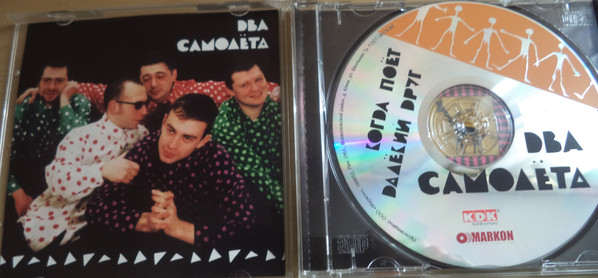 ДВА
САМОЛЁТА
КОГДА ПОЁТ
ДАЛЁКИЙ ДРУГ
ДВА
САМОЛЁТА
KDK
MARKON